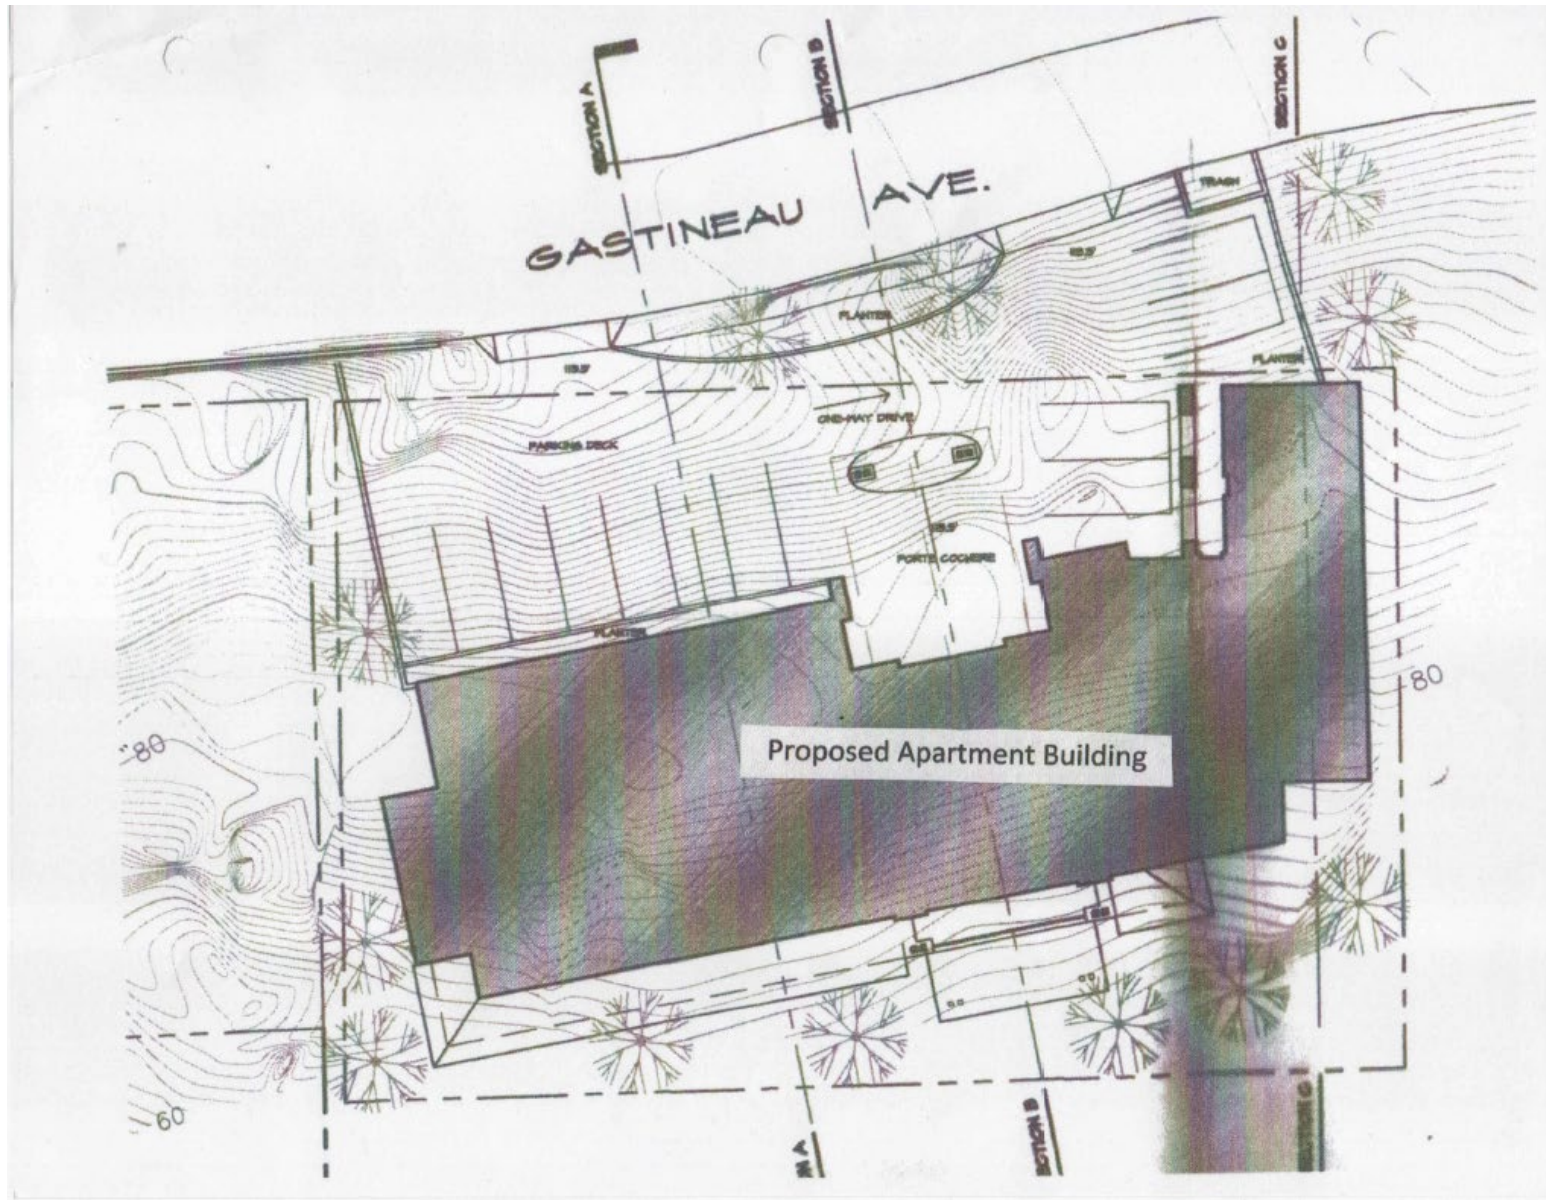 SECTION A
SECTION B
SECTION C
GASTINEAU AVE.
TRASH
PLANTER
PLANTER
ONE-WAY DRIVE
PARKING DECK
PORTE COCHERE
PLANTER
80
Proposed Apartment Building
80
60
N A
ECTION B
SECTION C